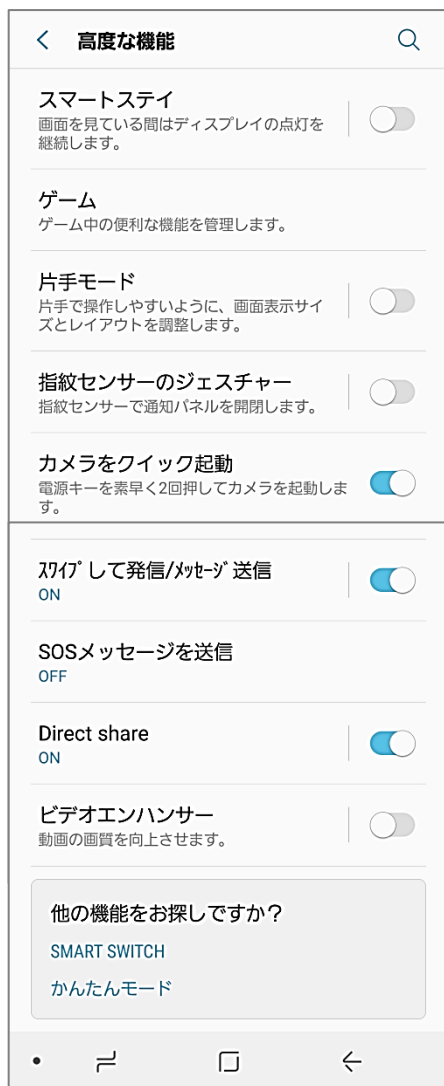 高度な機能
スマートステイ
画面を見ている間はディスプレイの点灯を
継続します。
ゲーム
ゲーム中の便利な機能を管理します。
片手モード
片手で操作しやすいように、画面表示サイ
ズとレイアウトを調整します。
指紋センサーのジェスチャー
指紋センサーで通知パネルを開閉します。
カメラをクイック起動
電源キーを素早く2回押してカメラを起動しま
す。
ｽﾜｲﾌﾟして発信/ﾒｯｾｰｼﾞ送信
ON
SOSメッセージを送信
OFF
Direct share
ON
ビデオエンハンサー
動画の画質を向上させます。
他の機能をお探しですか？
SMART SWITCH
かんたんモード